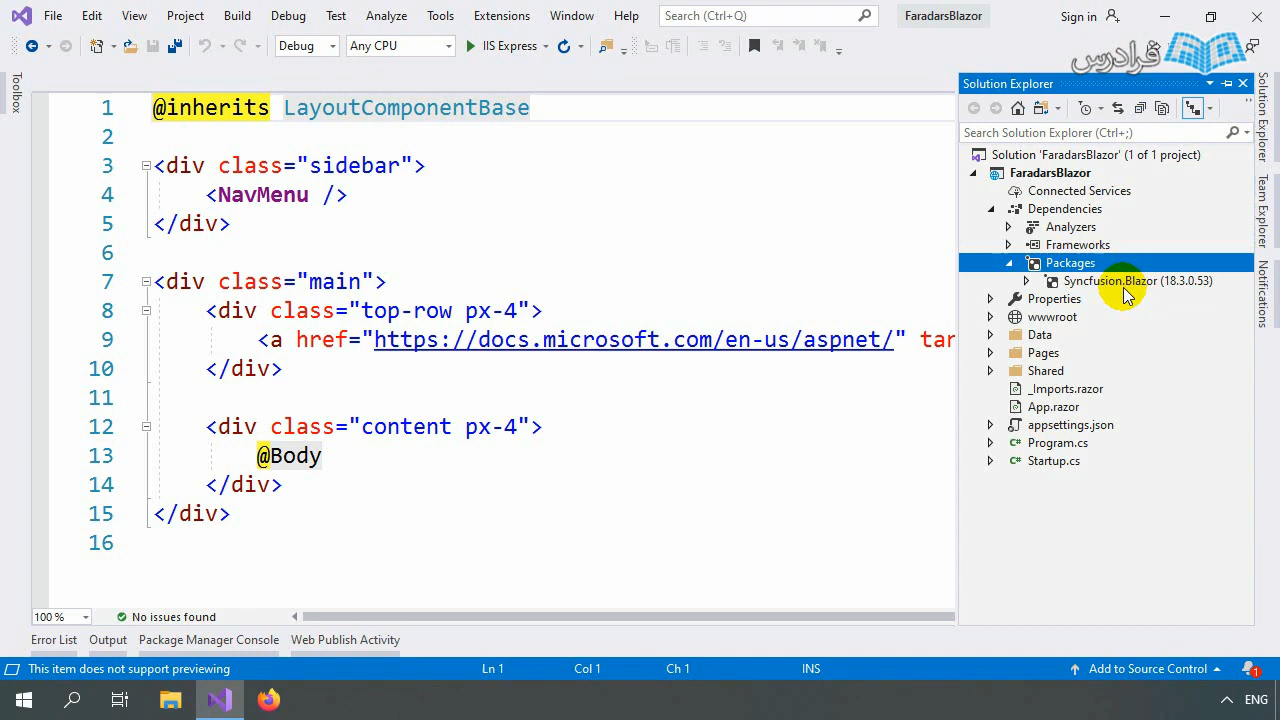 File Edit View Project Build Debug Test Analyze Tools Extensions Window Help Search (Ctrl+Q) FaradarsBlazor Sign in
Debug Any CPU IIS Express
فرادرس
Toolbox
1 @inherits LayoutComponentBase
2
3 <div class="sidebar">
4 <NavMenu />
5 </div>
6
7 <div class="main">
8 <div class="top-row px-4">
9 <a href="https://docs.microsoft.com/en-us/aspnet/" tar
10 </div>
11
12 <div class="content px-4">
13 @Body
14 </div>
15 </div>
16
Solution Explorer
Search Solution Explorer (Ctrl+;)
Solution 'FaradarsBlazor' (1 of 1 project)
FaradarsBlazor
Connected Services
Dependencies
Analyzers
Frameworks
Packages
Syncfusion.Blazor (18.3.0.53)
Properties
wwwroot
Data
Pages
Shared
_Imports.razor
App.razor
appsettings.json
Program.cs
Startup.cs
Solution Explorer
Team Explorer
Notifications
100 % No issues found
Error List Output Package Manager Console Web Publish Activity
This item does not support previewing Ln 1 Col 1 Ch 1 INS Add to Source Control 1
ENG